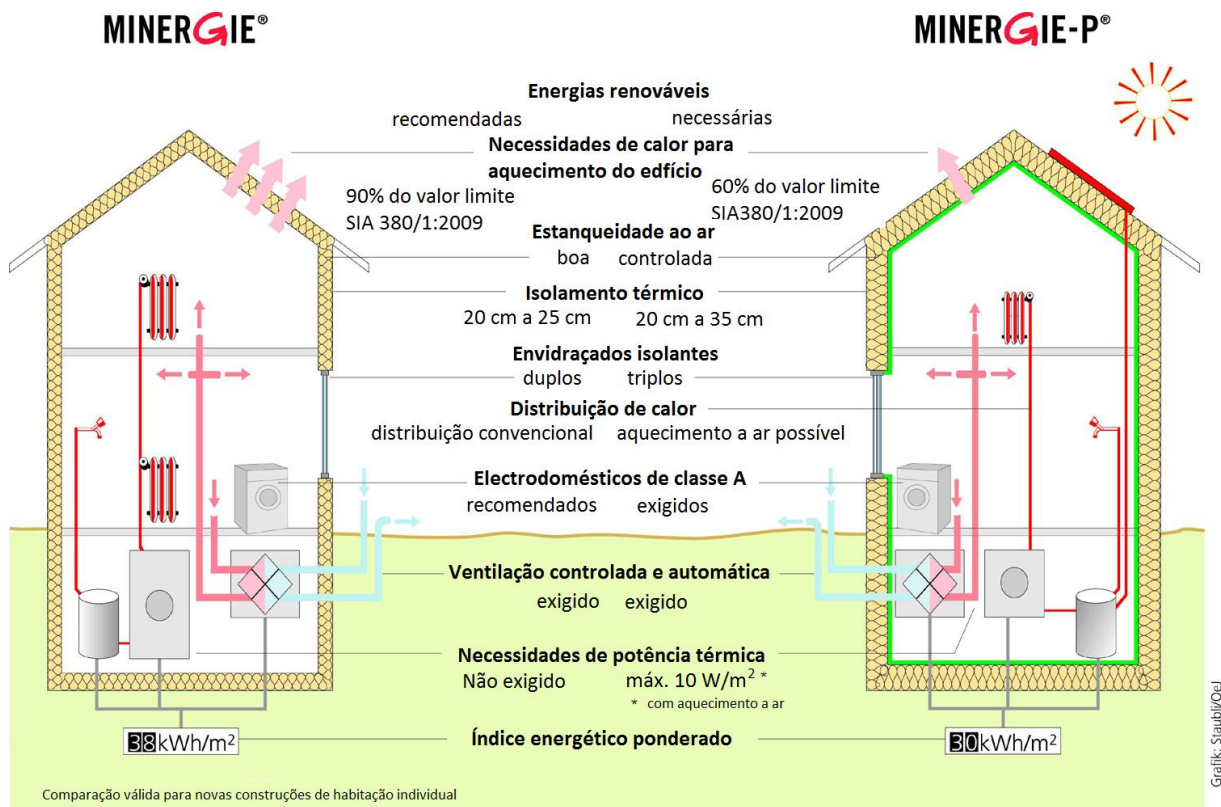 MINERGIE®
MINERGIE-P®
Energias renováveis
recomendadas necessárias
Necessidades de calor para
aquecimento do edfício
90% do valor limite
SIA 380/1:2009
60% do valor limite
SIA380/1:2009
Estanqueidade ao ar
boa controlada
Isolamento térmico
20 cm a 25 cm 20 cm a 35 cm
Envidraçados isolantes
duplos triplos
Distribuição de calor
distribuição convencional aquecimento a ar possível
Electrodomésticos de classe A
recomendados exigidos
Ventilação controlada e automática
exigido exigido
Necessidades de potência térmica
Não exigido máx. 10 W/m² *
* com aquecimento a ar
38kWh/m² Índice energético ponderado 30kWh/m²
Comparação válida para novas construções de habitação individual
Grafik: Staubli/OeJ